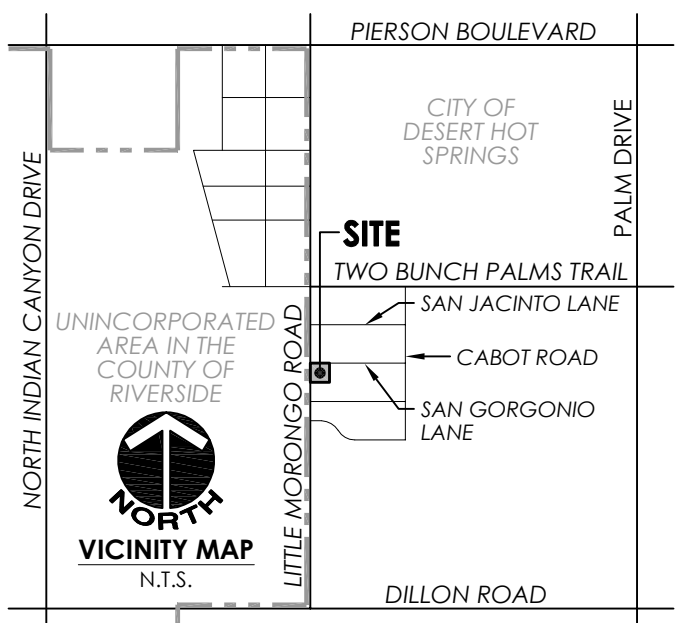 PIERSON BOULEVARD
CITY OF
DESERT HOT
SPRINGS
PALM DRIVE
NORTH INDIAN CANYON DRIVE
SITE
TWO BUNCH PALMS TRAIL
SAN JACINTO LANE
UNINCORPORATED
AREA IN THE
COUNTY OF
RIVERSIDE
LITTLE MORONGO ROAD
CABOT ROAD
SAN GORGONIO
LANE
NORTH
VICINITY MAP
N.T.S.
DILLON ROAD